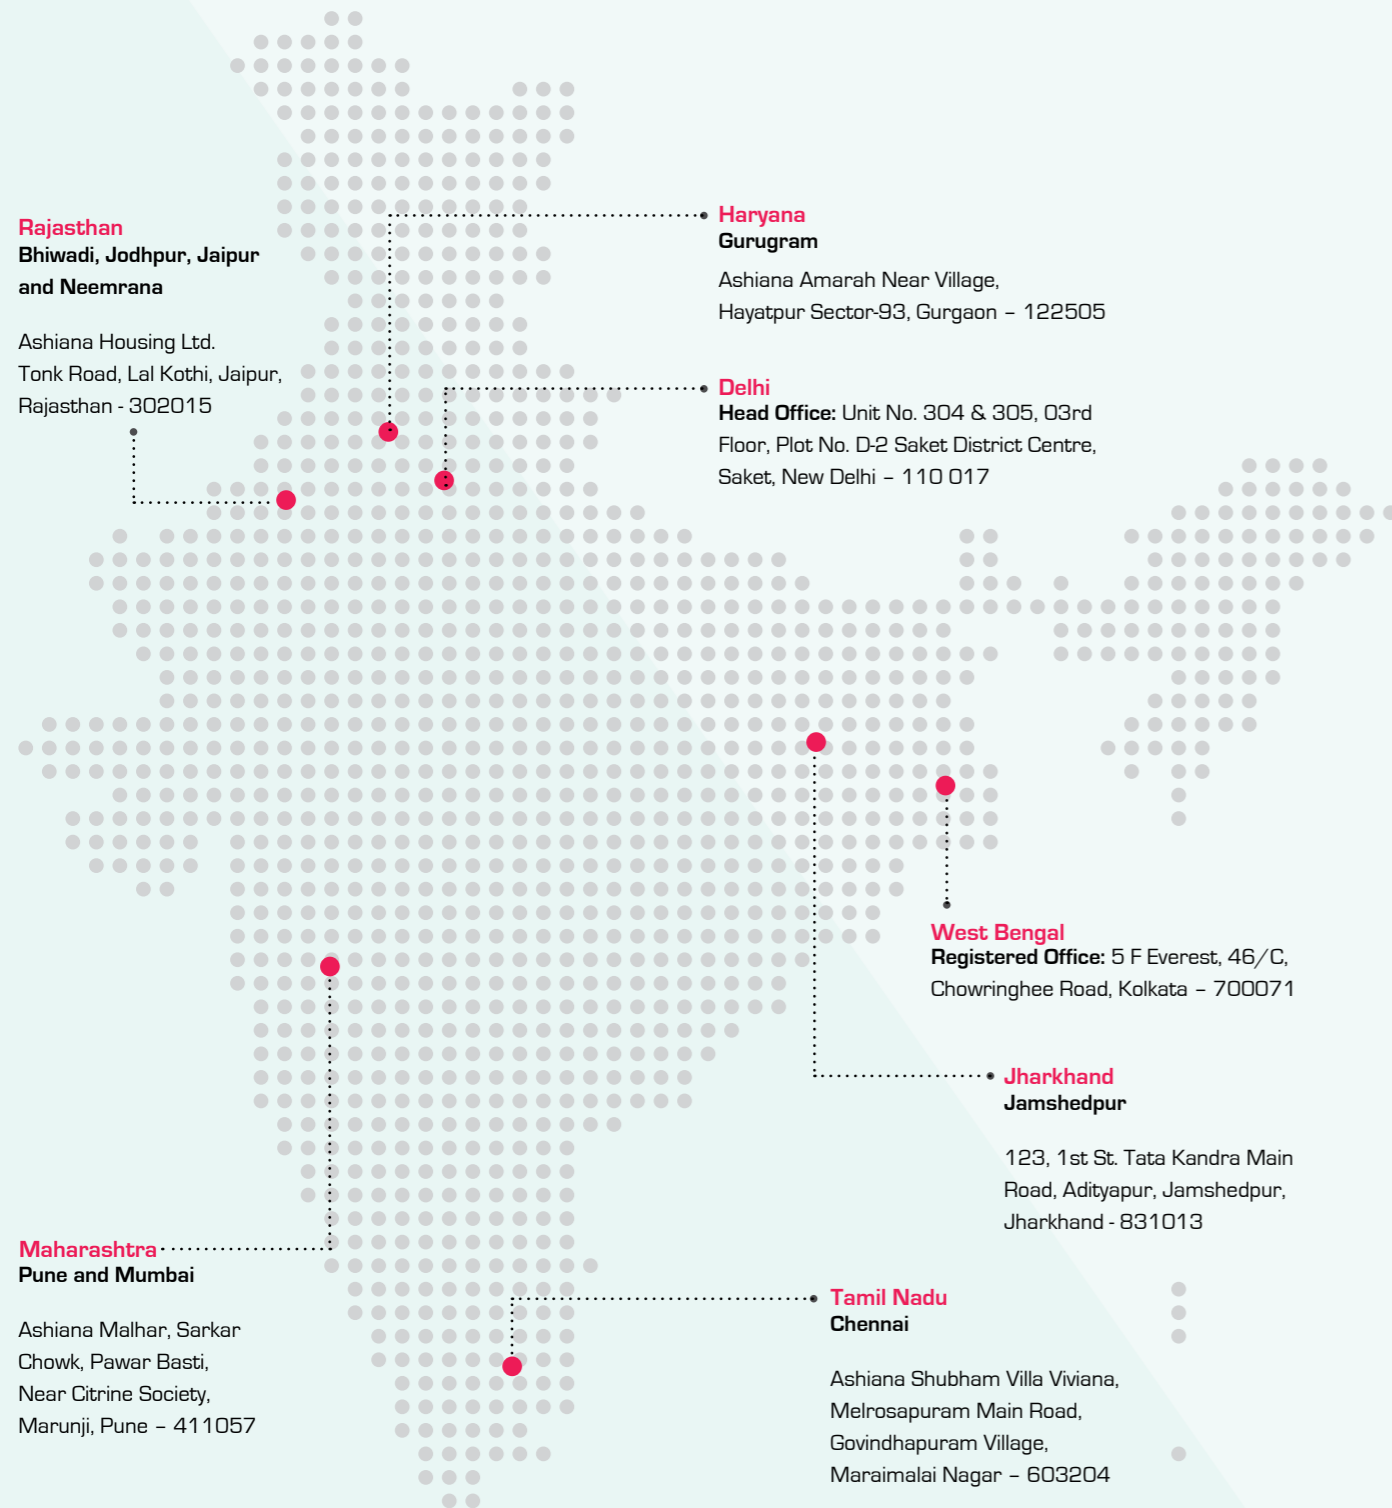 Rajasthan
Bhiwadi, Jodhpur, Jaipur
and Neemrana
Ashiana Housing Ltd.
Tonk Road, Lal Kothi, Jaipur,
Rajasthan - 302015
Haryana
Gurugram
Ashiana Amarah Near Village,
Hayatpur Sector-93, Gurgaon – 122505
Delhi
Head Office: Unit No. 304 & 305, 03rd
Floor, Plot No. D-2 Saket District Centre,
Saket, New Delhi – 110 017
West Bengal
Registered Office: 5 F Everest, 46/C,
Chowringhee Road, Kolkata – 700071
Jharkhand
Jamshedpur
123, 1st St. Tata Kandra Main
Road, Adityapur, Jamshedpur,
Jharkhand - 831013
Maharashtra
Pune and Mumbai
Ashiana Malhar, Sarkar
Chowk, Pawar Basti,
Near Citrine Society,
Marunji, Pune – 411057
Tamil Nadu
Chennai
Ashiana Shubham Villa Viviana,
Melrosapuram Main Road,
Govindhapuram Village,
Maraimalai Nagar – 603204